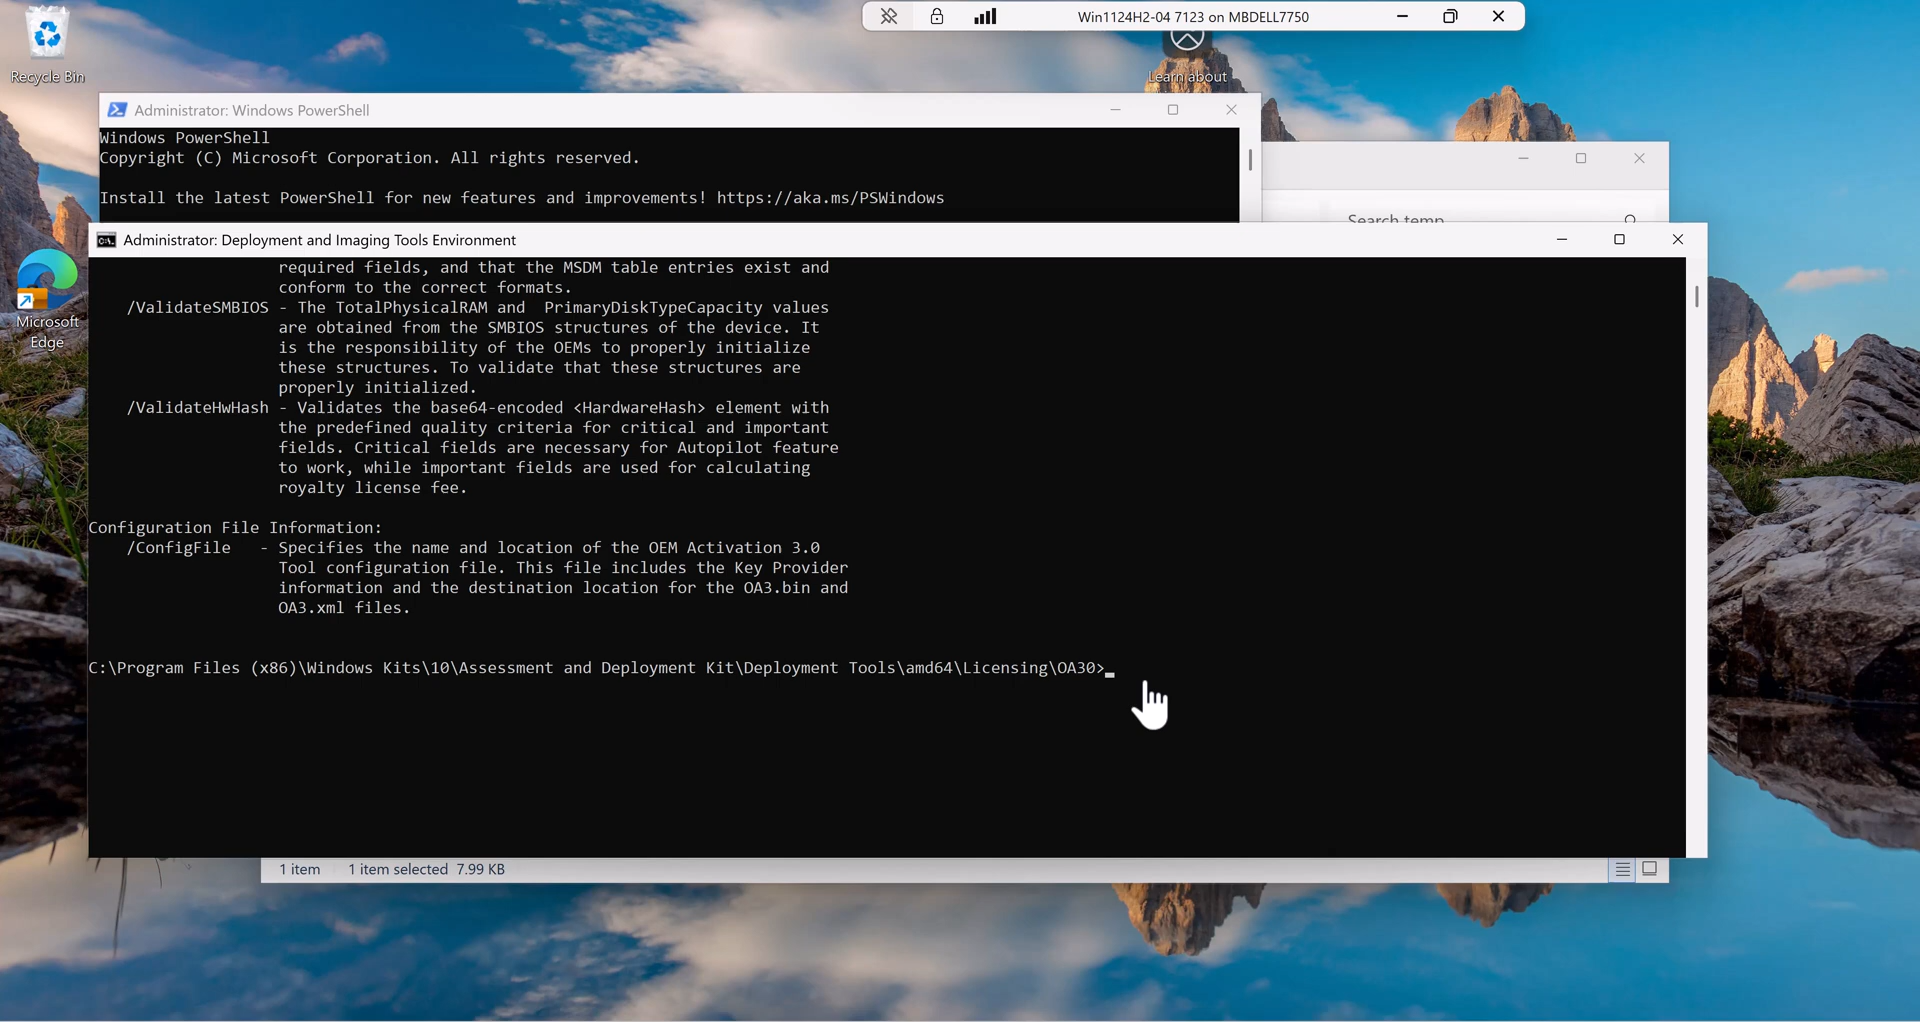 Win1124H2-04 7123 on MBDELL7750
Recycle Bin
Learn about
Administrator: Windows PowerShell
Windows PowerShell
Copyright (C) Microsoft Corporation. All rights reserved.
Install the latest PowerShell for new features and improvements! https://aka.ms/PSWindows
Search temp
Microsoft
Edge
Administrator: Deployment and Imaging Tools Environment
required fields, and that the MSDM table entries exist and
conform to the correct formats.
/ValidateSMBIOS - The TotalPhysicalRAM and  PrimaryDiskTypeCapacity values
are obtained from the SMBIOS structures of the device. It
is the responsibility of the OEMs to properly initialize
these structures. To validate that these structures are
properly initialized.
/ValidateHwHash - Validates the base64-encoded <HardwareHash> element with
the predefined quality criteria for critical and important
fields. Critical fields are necessary for Autopilot feature
to work, while important fields are used for calculating
royalty license fee.
Configuration File Information:
/ConfigFile   - Specifies the name and location of the OEM Activation 3.0
Tool configuration file. This file includes the Key Provider
information and the destination location for the OA3.bin and
OA3.xml files.
C:\Program Files (x86)\Windows Kits\10\Assessment and Deployment Kit\Deployment Tools\amd64\Licensing\OA30>
1 item 1 item selected 7.99 KB